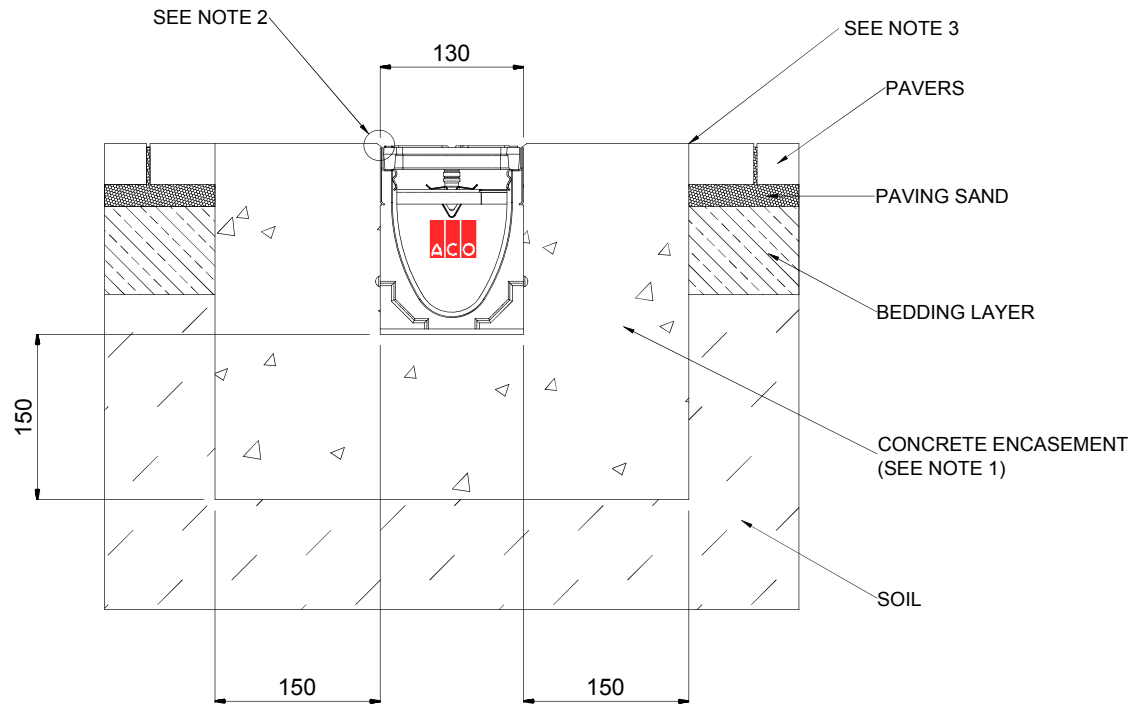 SEE NOTE 2
SEE NOTE 3
130
PAVERS
PAVING SAND
ACO
BEDDING LAYER
150
CONCRETE ENCASEMENT
(SEE NOTE 1)
SOIL
150
150